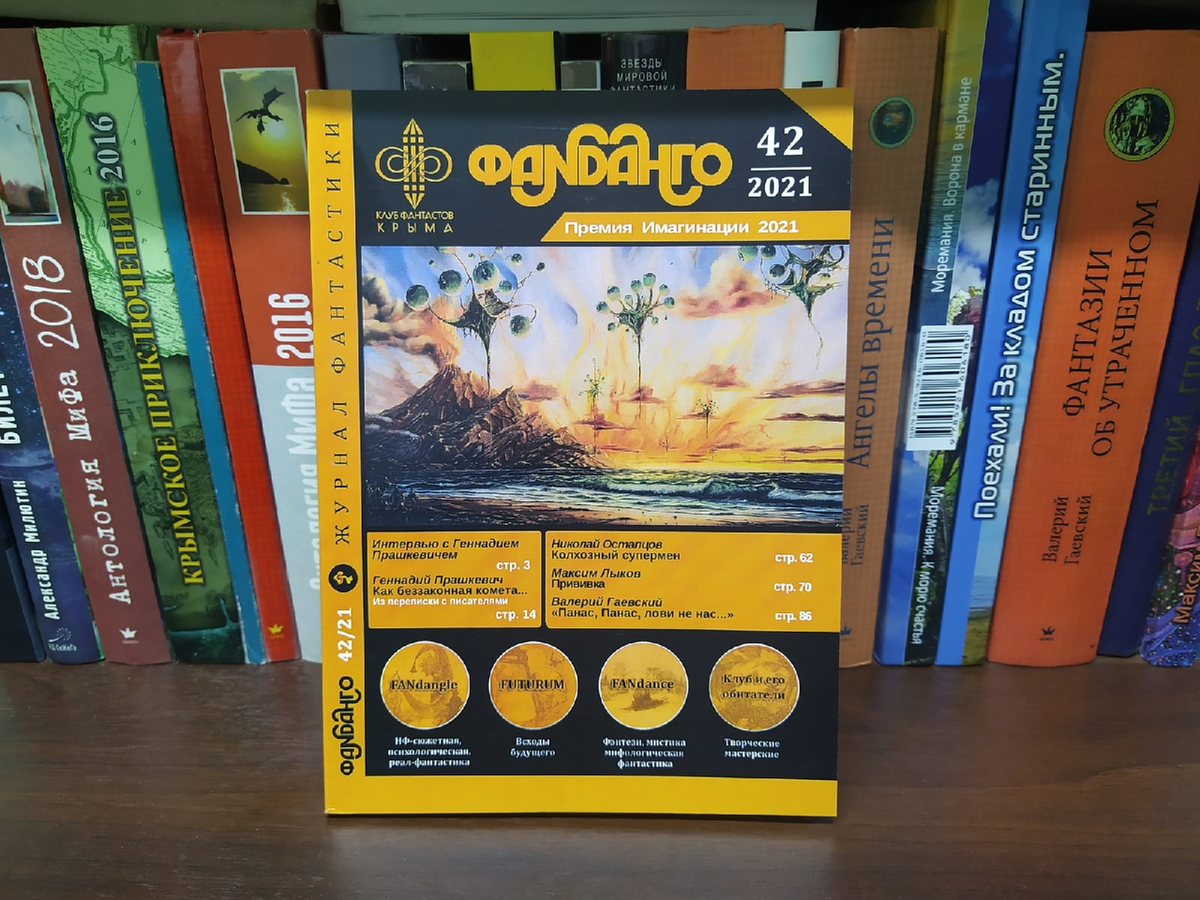 БИЛЕТ
Александр Милютин
Антология МиФа 2018
КРЫМСКОЕ ПРИКЛЮЧЕНИЕ 2016
2016
ЗВЕЗДЫ
МИРОВОЙ
ФАНТАСТИКИ
ЖУРНАЛ ФАНТАСТИКИ
42/21
ФАНДАНГО
КЛУБ ФАНТАСТОВ
КРЫМА
ФАНДАНГО
42
2021
Премия Имагинации 2021
Интервью с Геннадием
Прашкевичем
стр. 3
Геннадий Прашкевич
Как беззаконная комета...
Из переписки с писателями
стр. 14
Николай Остапцов
Колхозный супермен
стр. 62
Максим Лыков
Прививка
стр. 70
Валерий Гаевский
«Панас, Панас, лови не нас...»
стр. 86
FANdangle
НФ-сюжетная,
психологическая,
реал-фантастика
FUTURUM
Всходы
будущего
FANdance
Фэнтези, мистика
мифологическая
фантастика
Клуб и его
обитатели
Творческие
мастерские
Валерий
Гаевский
Ангелы времени
Моремания. Ворона в кармане
Моремания. К морю счастья
Поехали! За кладом старинным.
Валерий
Гаевский
ФАНТАЗИИ
ОБ УТРАЧЕННОМ
ТРЕТИЙ